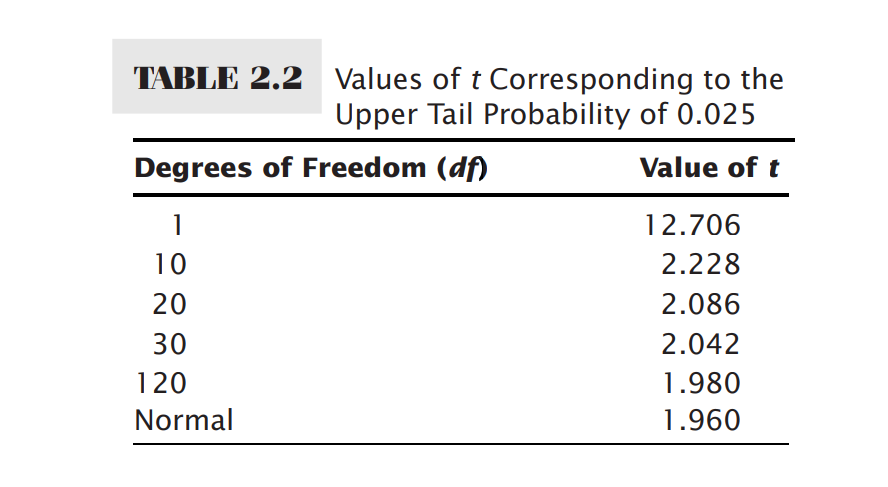 TABLE 2.2 Values of t Corresponding to the
Upper Tail Probability of 0.025
Degrees of Freedom (df) Value of t
1 12.706
10 2.228
20 2.086
30 2.042
120 1.980
Normal 1.960